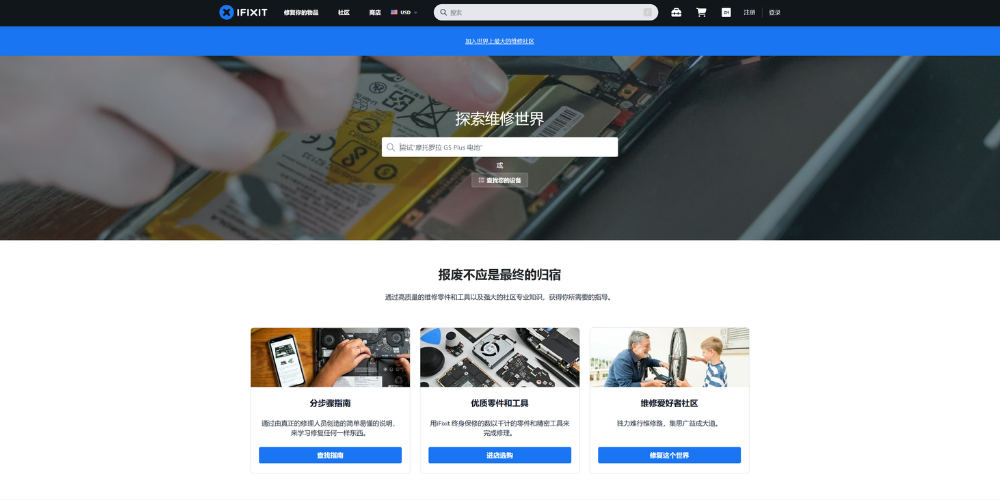 IFIXIT
修复你的物品
社区
商店
USD
搜索
注册
登录
加入世界上最大的维修社区
探索维修世界
尝试"摩托罗拉 G5 Plus 电池"
或
查找您的设备
报废不应是最终的归宿
通过高质量的维修零件和工具以及强大的社区专业知识，获得你所需要的指导。
分步骤指南
通过由真正的修理人员创造的简单易懂的说明，
来学习修复任何一样东西。
查找指南
优质零件和工具
用iFixit 终身保修的数以千计的零件和精密工具来
完成修理。
进店选购
维修爱好者社区
独力难行维修路，集思广益成大道。
修复这个世界